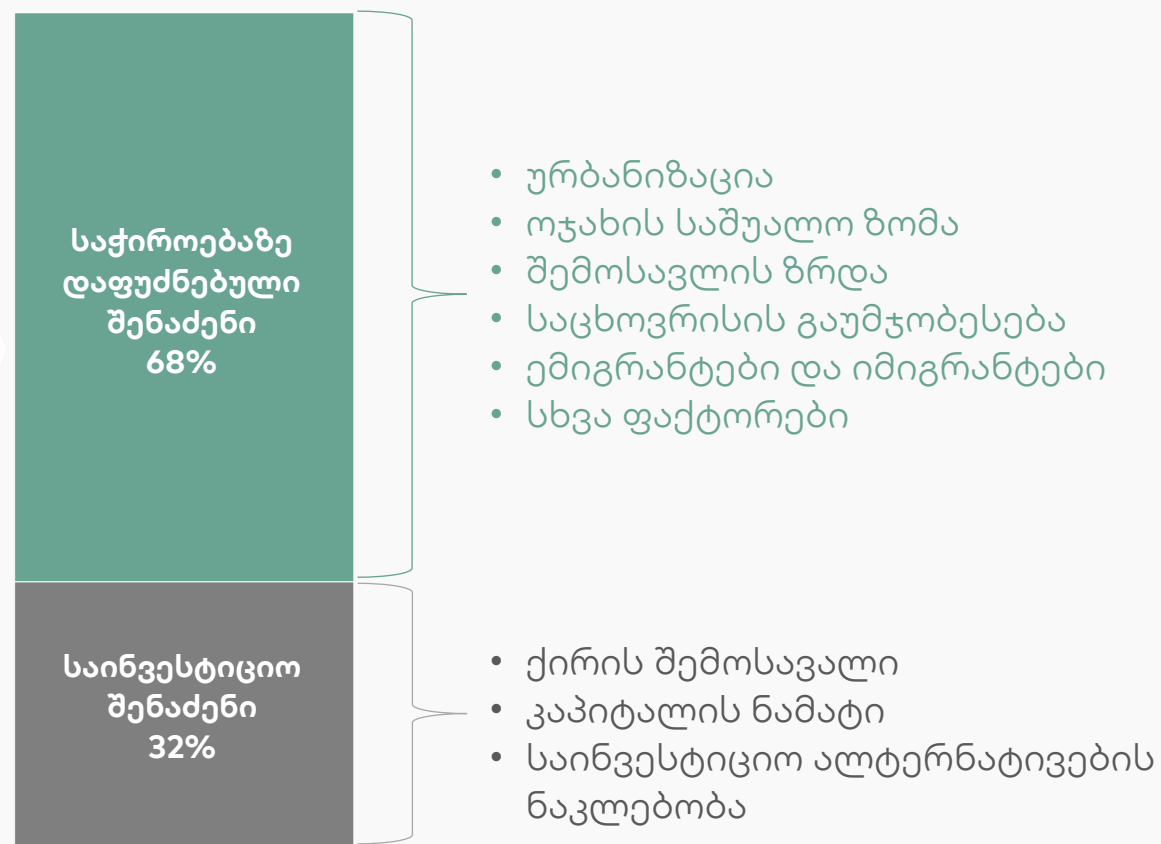 საჭიროებაზე
დაფუძნებული
შენაძენი
68%
• ურბანიზაცია
• ოჯახის საშუალო ზომა
• შემოსავლის ზრდა
• საცხოვრისის გაუმჯობესება
• ემიგრანტები და იმიგრანტები
• სხვა ფაქტორები
საინვესტიციო
შენაძენი
32%
• ქირის შემოსავალი
• კაპიტალის ნამატი
• საინვესტიციო ალტერნატივების
ნაკლებობა